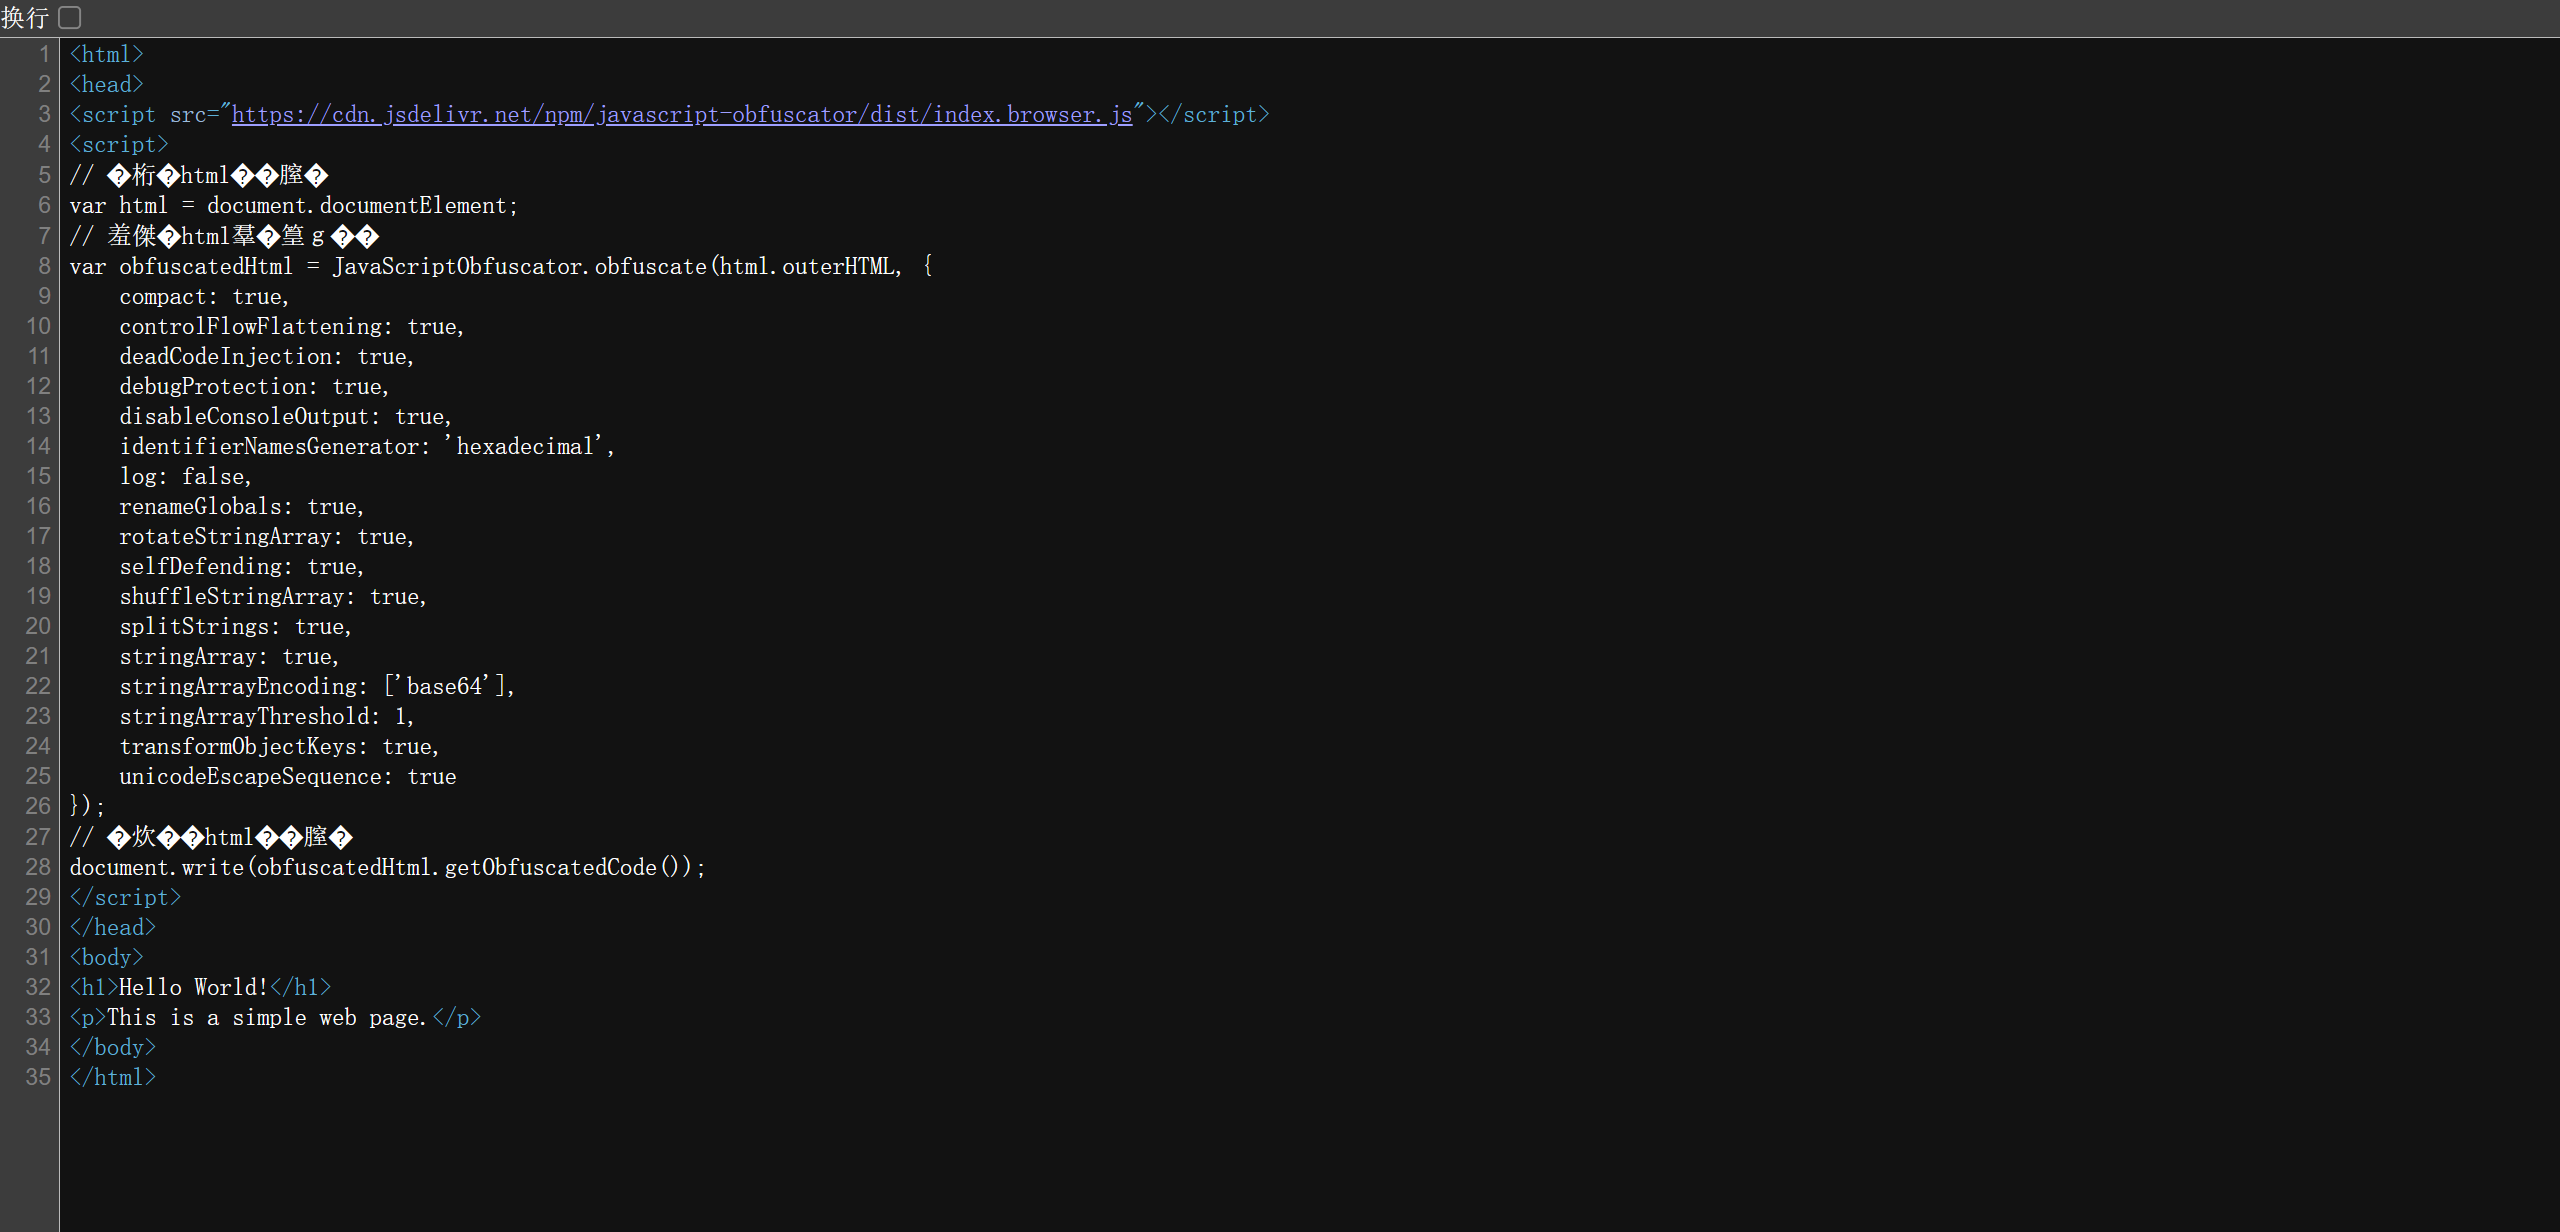 换行
1 <html>
2 <head>
3 <script src="https://cdn.jsdelivr.net/npm/javascript-obfuscator/dist/index.browser.js"></script>
4 <script>
5 // �桁�html��膣�
6 var html = document.documentElement;
7 // 羞傑�html羣�篁ｇ��
8 var obfuscatedHtml = JavaScriptObfuscator.obfuscate(html.outerHTML, {
9     compact: true,
10     controlFlowFlattening: true,
11     deadCodeInjection: true,
12     debugProtection: true,
13     disableConsoleOutput: true,
14     identifierNamesGenerator: 'hexadecimal',
15     log: false,
16     renameGlobals: true,
17     rotateStringArray: true,
18     selfDefending: true,
19     shuffleStringArray: true,
20     splitStrings: true,
21     stringArray: true,
22     stringArrayEncoding: ['base64'],
23     stringArrayThreshold: 1,
24     transformObjectKeys: true,
25     unicodeEscapeSequence: true
26 });
27 // �炊��html��膣�
28 document.write(obfuscatedHtml.getObfuscatedCode());
29 </script>
30 </head>
31 <body>
32 <h1>Hello World!</h1>
33 <p>This is a simple web page.</p>
34 </body>
35 </html>